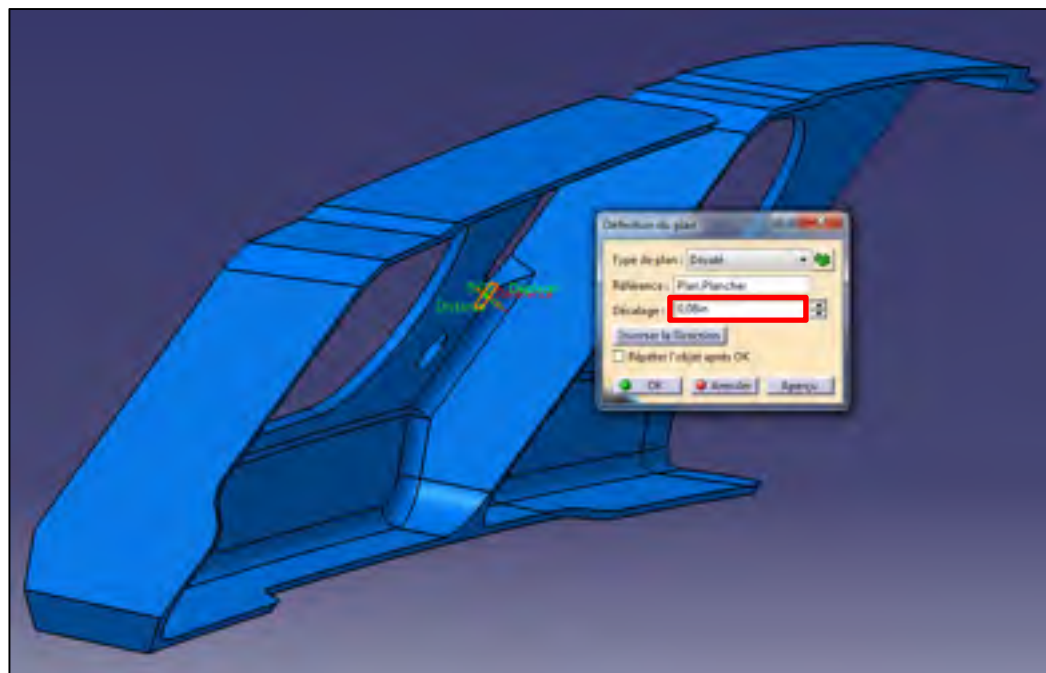 Définition du plan
Type de plan : Décalé
Référence : Plan.Plancher
Décalage : 0,08in
Inverser la Direction
Répéter l'objet après OK
OK Annuler Aperçu